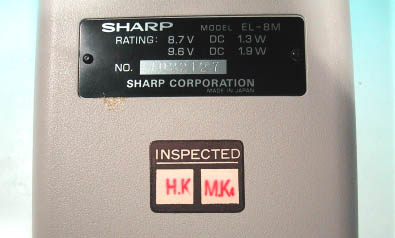 SHARP MODEL EL-8M
RATING: 8.7V DC 1.3W
9.6V DC 1.9W
NO.
SHARP CORPORATION
MADE IN JAPAN
INSPECTED
H.K M.K.